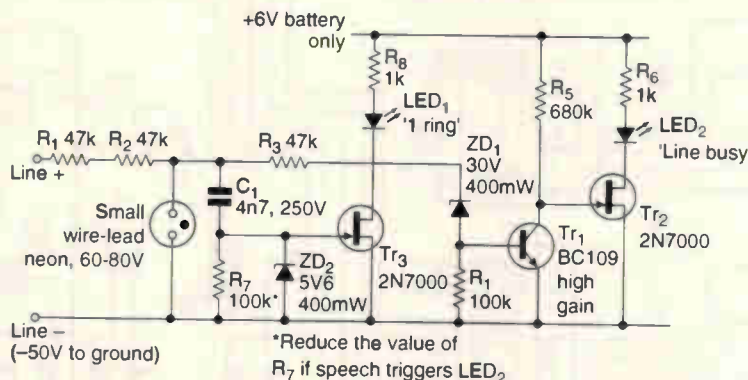 +6V battery
only
R8
1k
LED1
'1 ring'
R5
680k
R6
1k
LED2
'Line busy'
R1 47k
R2 47k
R3 47k
ZD1
30V
400mW
Line +
C1
4n7, 250V
Small
wire-lead
neon, 60-80V
ZD2
5V6
400mW
R7
100k*
Tr3
2N7000
R1
100k
Tr1
BC109
high
gain
Tr2
2N7000
Line –
(–50V to ground)
*Reduce the value of
R7 if speech triggers LED2